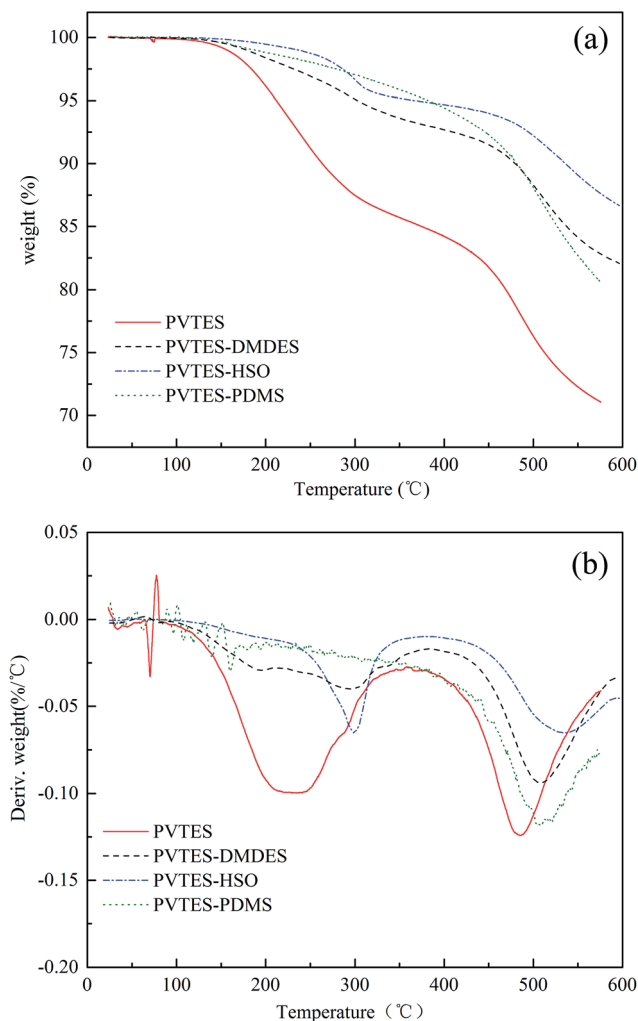 (a)
100
95
90
85
80
75
70
weight (%)
PVTES
PVTES-DMDES
PVTES-HSO
PVTES-PDMS
0 100 200 300 400 500 600
Temperature (℃)
(b)
0.05
0.00
-0.05
-0.10
-0.15
-0.20
Deriv. weight(%/℃)
PVTES
PVTES-DMDES
PVTES-HSO
PVTES-PDMS
0 100 200 300 400 500 600
Temperature（℃）